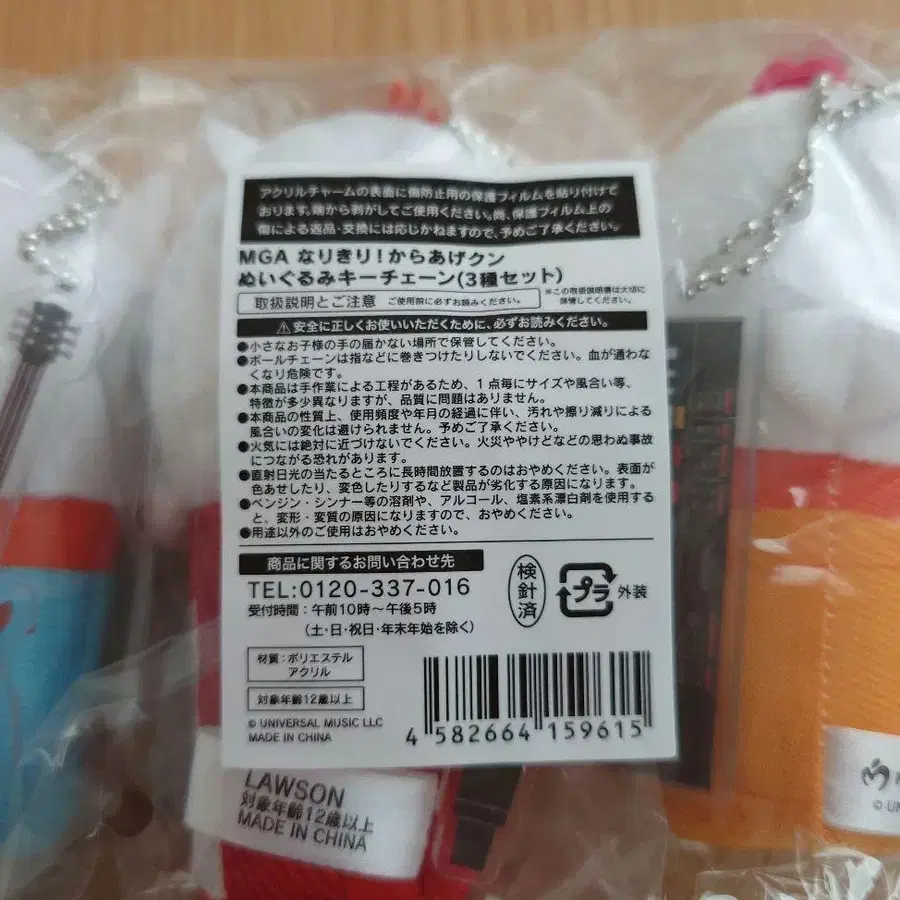 アクリルチャームの表面に傷防止用の保護フィルムを貼り付けて
おります。端から剥がしてご使用ください。尚、保護フィルム上の
傷による返品・交換には応じかねますので、予めご了承ください。
MGA なりきり!からあげクン
ぬいぐるみキーチェーン(3種セット)
取扱説明とご注意 ご使用前に必ずお読みください。
※この取扱説明書は大切に
保管してください。
⚠安全に正しくお使いいただくために、必ずお読みください。
●小さなお子様の手の届かない場所で保管してください。
●ボールチェーンは指などに巻きつけたりしないでください。血が通わな
くなり危険です。
●本商品は手作業による工程があるため、1点毎にサイズや風合い等、
特徴が多少異なりますが、品質に問題はありません。
●本商品の性質上、使用頻度や年月の経過に伴い、汚れや擦り減りによる
風合いの変化は避けられません。予めご了承ください。
●火気には絶対に近づけないでください。火災ややけどなどの思わぬ事故
につながる恐れがあります。
●直射日光の当たるところに長時間放置するのはおやめください。表面が
色あせしたり、変色したりするなど製品が劣化する原因になります。
●ベンジン・シンナー等の溶剤や、アルコール、塩素系漂白剤を使用する
と、変形・変質の原因になりますので、おやめください。
●用途以外のご使用はおやめください。
商品に関するお問い合わせ先
TEL:0120-337-016
受付時間:午前10時~午後5時
(土・日・祝日・年末年始を除く)
検針済
プラ 外装
材質:ポリエステル
アクリル
対象年齢12歳以上
© UNIVERSAL MUSIC LLC
MADE IN CHINA
4 582664 159615
LAWSON
対象年齢12歳以上
MADE IN CHINA
© UN